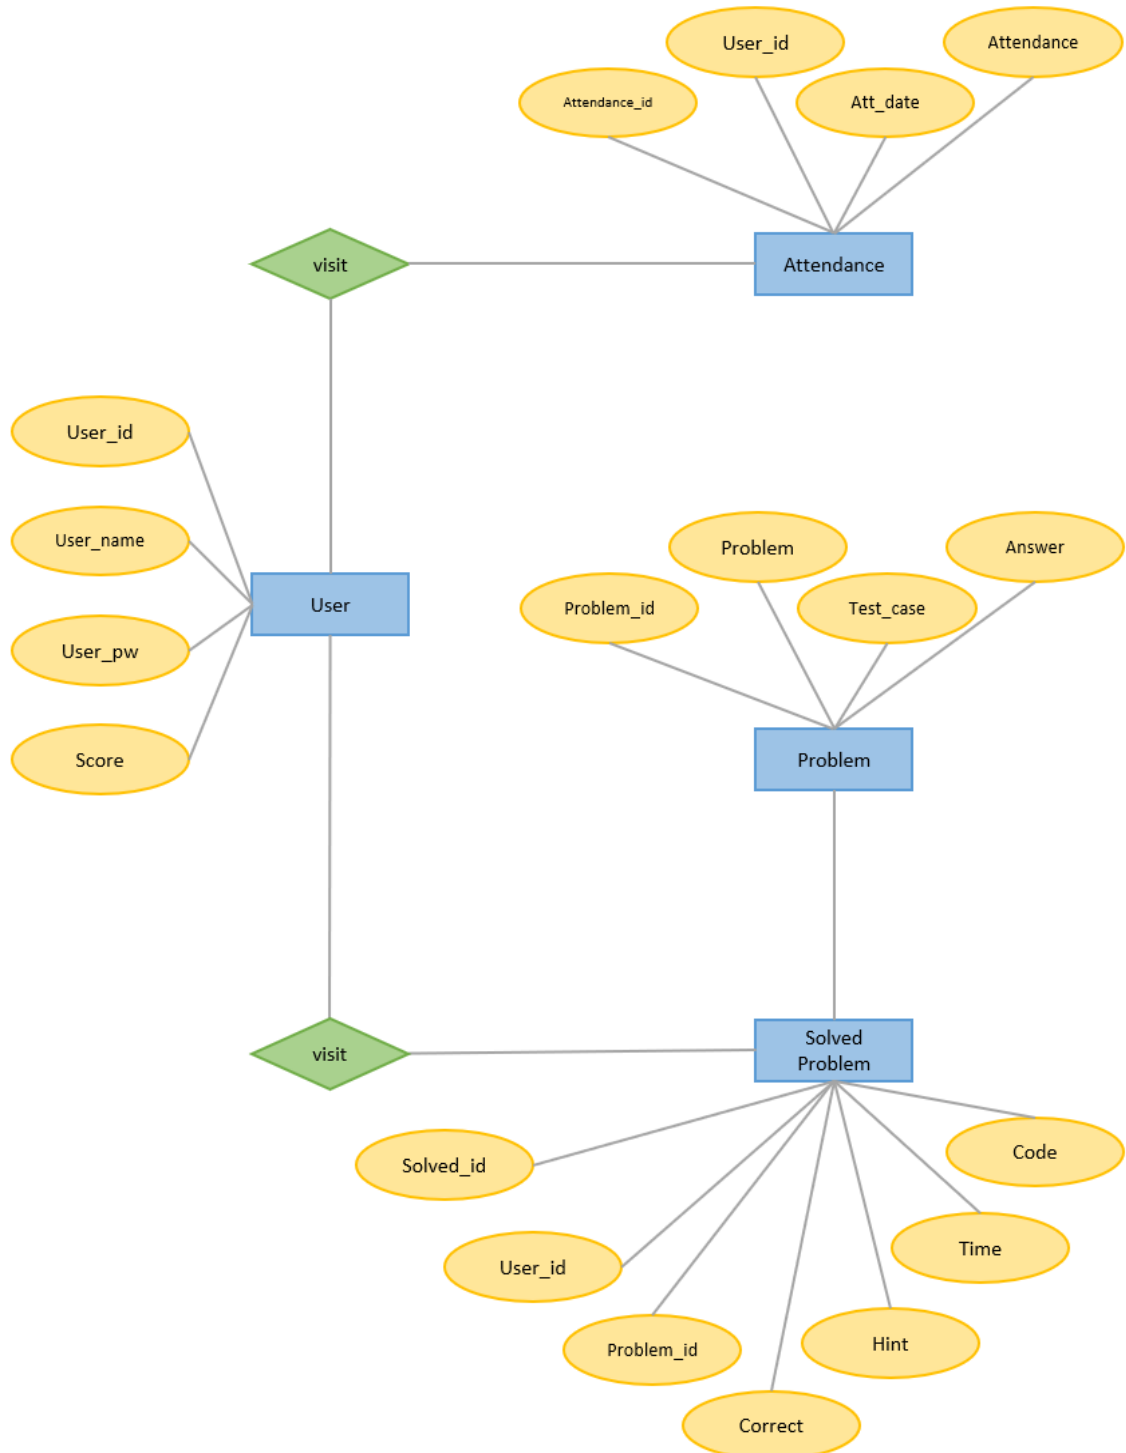 User_id
Attendance
Attendance_id
Att_date
visit
Attendance
User_id
User_name
User_pw
Score
User
Problem
Answer
Problem_id
Test_case
Problem
visit
Solved
Problem
Solved_id
Code
User_id
Time
Problem_id
Hint
Correct